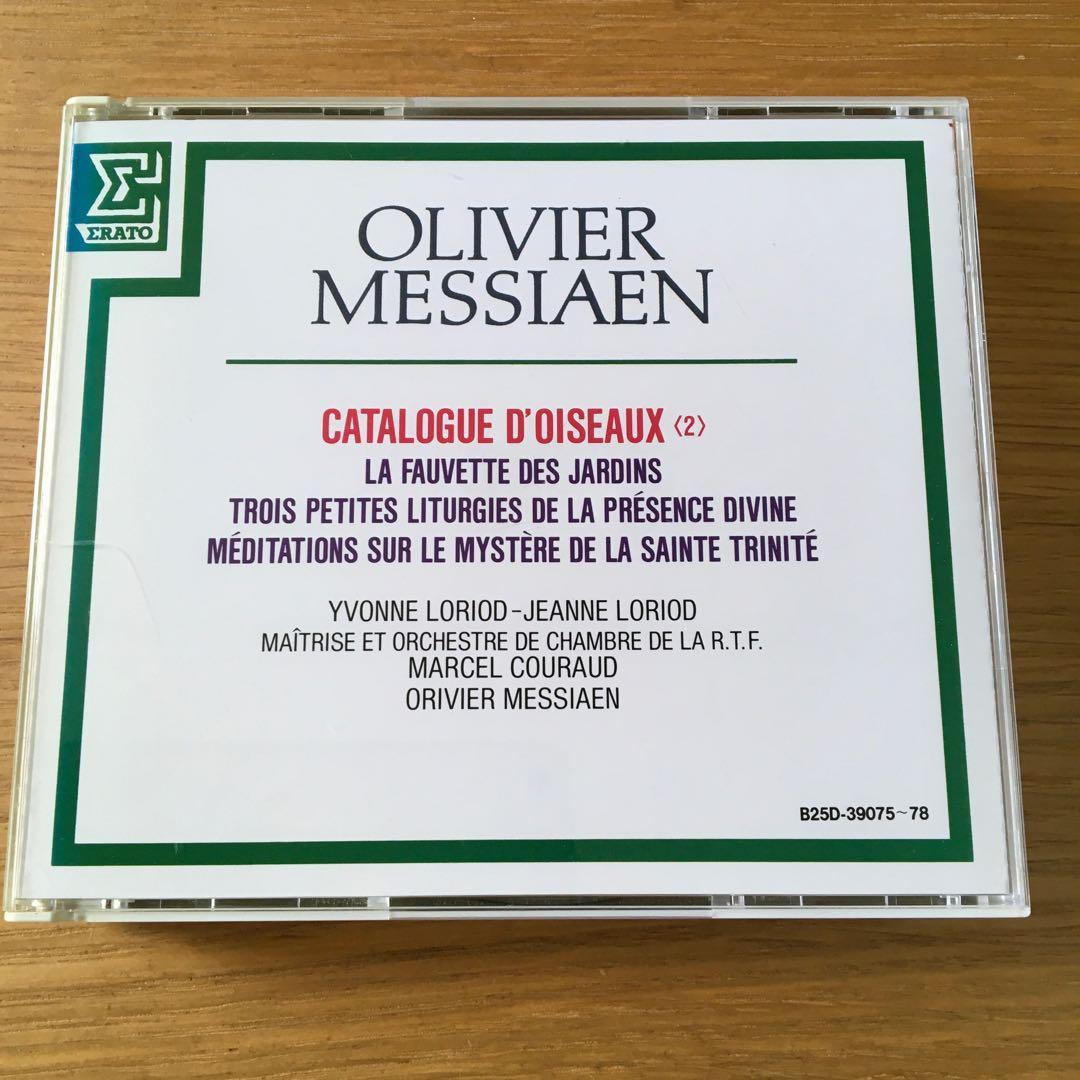 ΣRATO
OLIVIER
MESSIAEN
CATALOGUE D'OISEAUX〈2〉
LA FAUVETTE DES JARDINS
TROIS PETITES LITURGIES DE LA PRÉSENCE DIVINE
MÉDITATIONS SUR LE MYSTÈRE DE LA SAINTE TRINITÉ
YVONNE LORIOD-JEANNE LORIOD
MAÎTRISE ET ORCHESTRE DE CHAMBRE DE LA R.T.F.
MARCEL COURAUD
ORIVIER MESSIAEN
B25D-39075~78